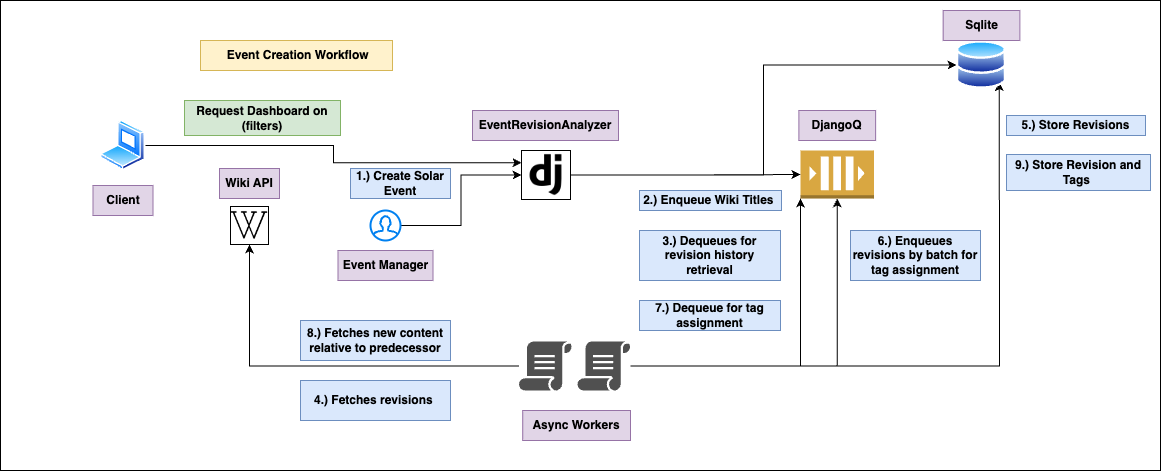 Sqlite
Event Creation Workflow
Request Dashboard on
(filters)
EventRevisionAnalyzer
DjangoQ
5.) Store Revisions
9.) Store Revision and
Tags
Client
Wiki API
W
1.) Create Solar
Event
dj
2.) Enqueue Wiki Titles
Event Manager
3.) Dequeues for
revision history
retrieval
6.) Enqueues
revisions by batch for
tag assignment
7.) Dequeue for tag
assignment
8.) Fetches new content
relative to predecessor
4.) Fetches revisions
Async Workers